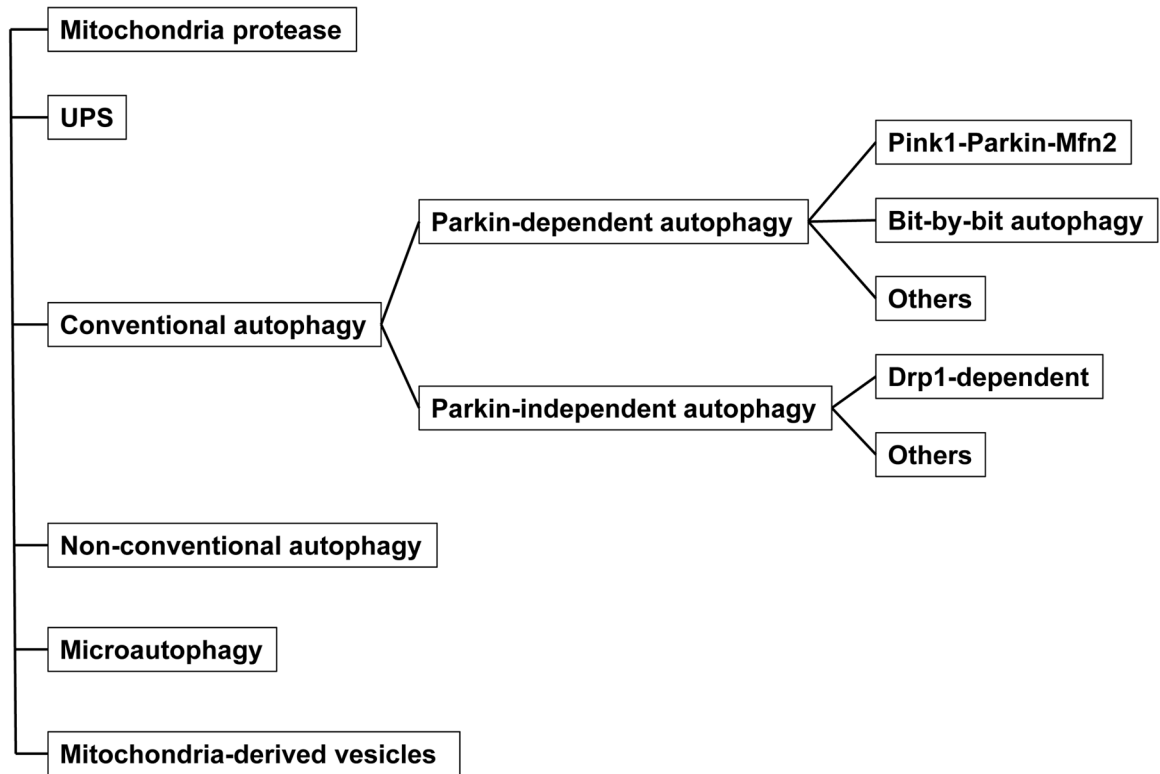 Mitochondria protease
UPS
Conventional autophagy
Parkin-dependent autophagy
Pink1-Parkin-Mfn2
Bit-by-bit autophagy
Others
Parkin-independent autophagy
Drp1-dependent
Others
Non-conventional autophagy
Microautophagy
Mitochondria-derived vesicles